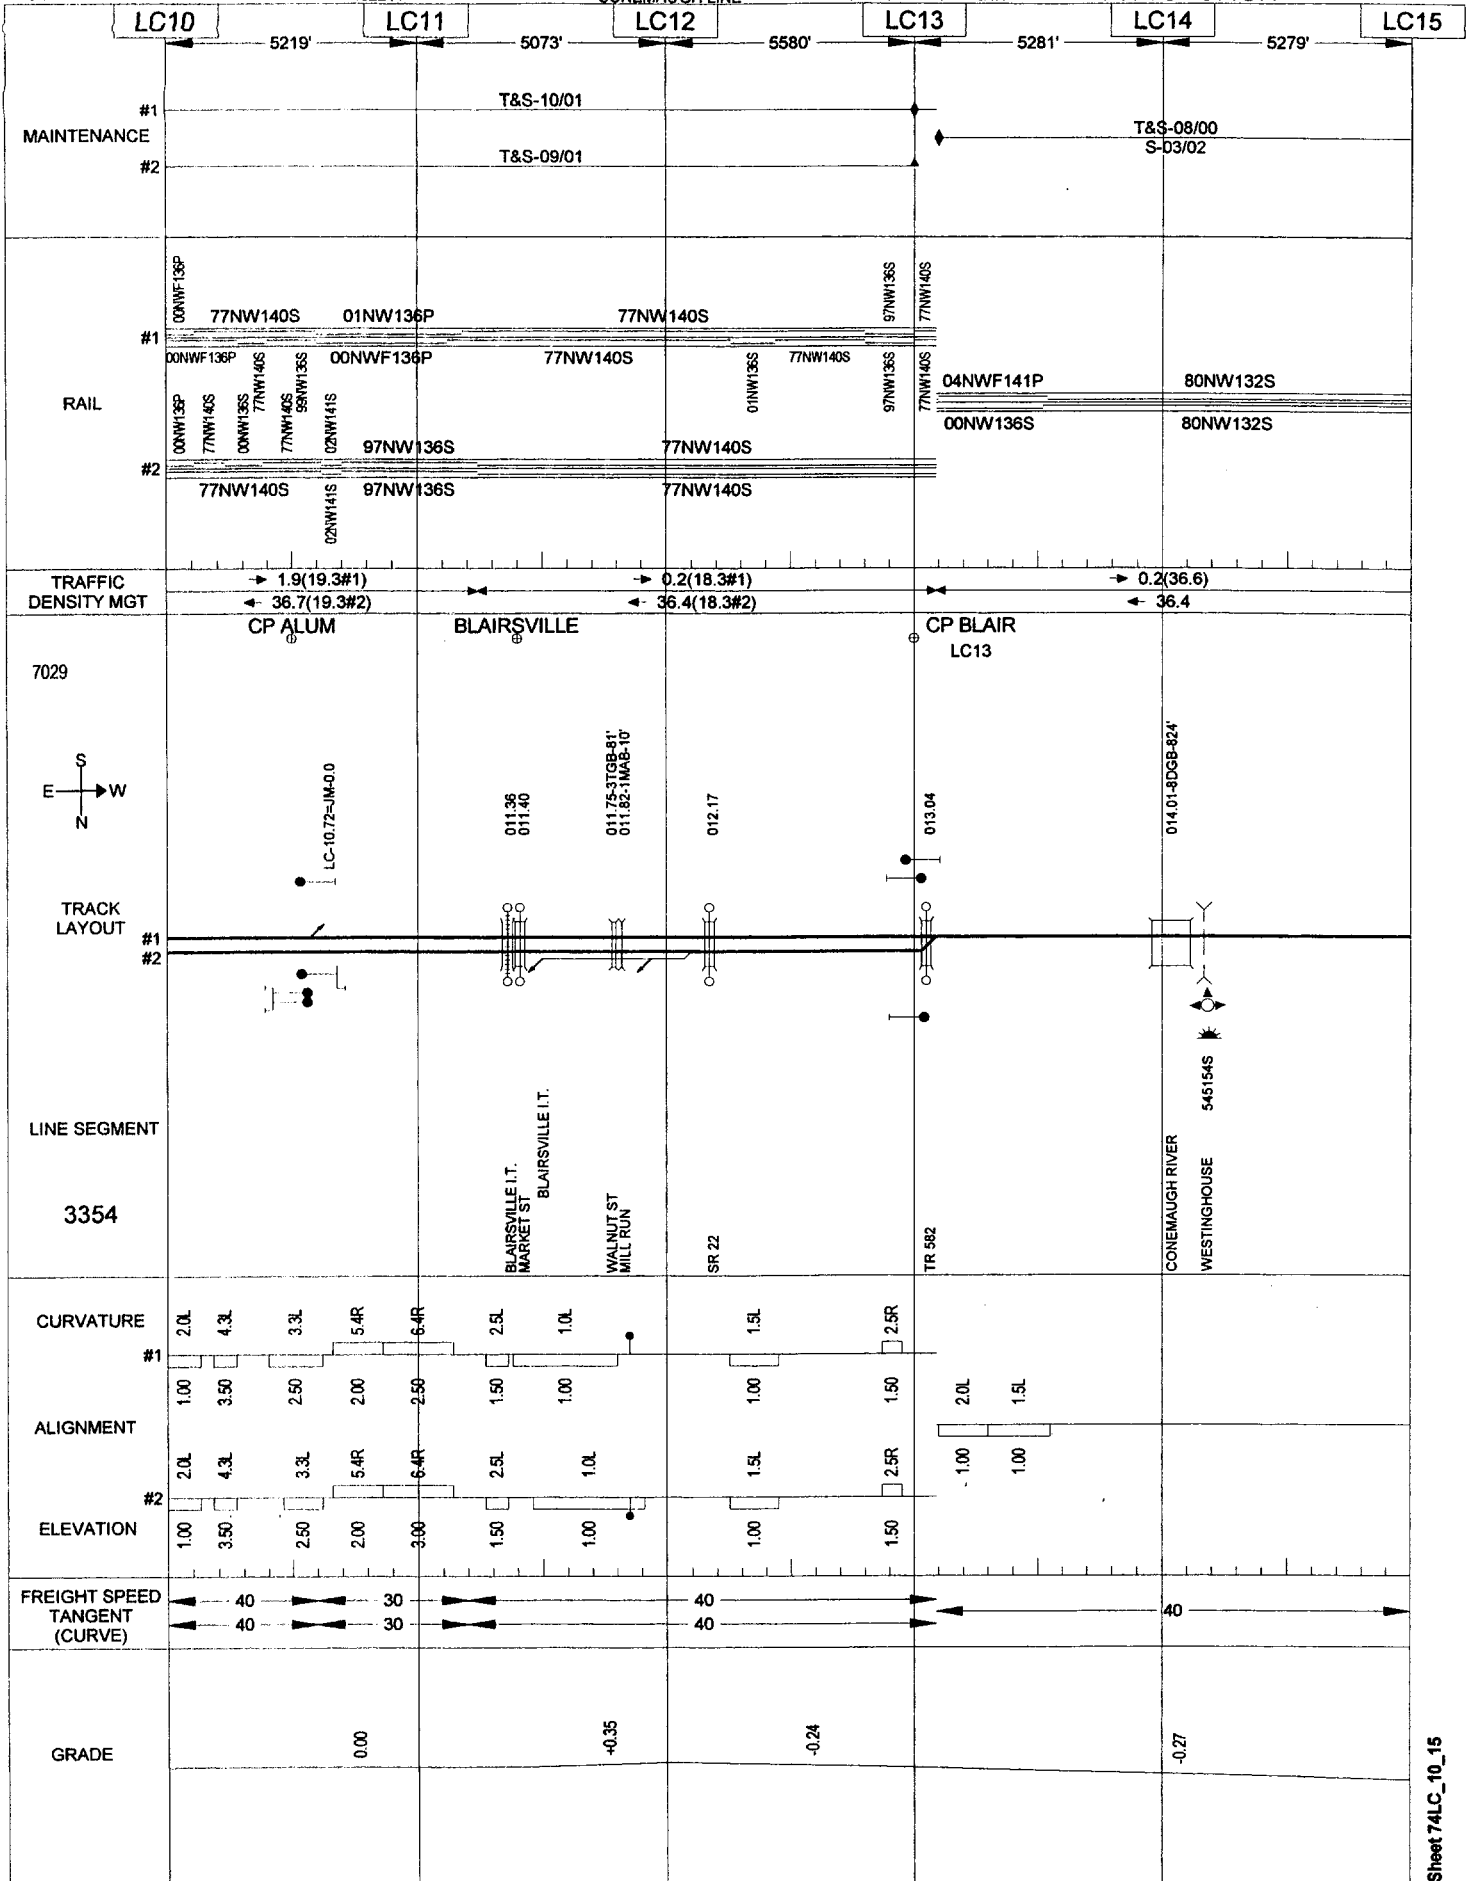 CONEMAUGH LINE
LC10 LC11 LC12 LC13 LC14 LC15
5219' 5073' 5580' 5281' 5279'
MAINTENANCE
#1 T&S-10/01
T&S-08/00
S-03/02
#2 T&S-09/01
RAIL
00NWF136P
97NW136S
77NW140S
#1
77NW140S 01NW136P 77NW140S
00NWF136P 00NWF136P 77NW140S 77NW140S
77NW140S
99NW136S
01NW136S
97NW136S
77NW140S
04NWF141P 80NW132S
00NW136S 80NW132S
00NW136P
77NW140S
00NW136S
77NW140S
02NW141S
#2
97NW136S 77NW140S
77NW140S 97NW136S 77NW140S
02NW141S
TRAFFIC
DENSITY MGT
1.9(19.3#1) 0.2(18.3#1) 0.2(36.6)
36.7(19.3#2) 36.4(18.3#2) 36.4
CP ALUM BLAIRSVILLE CP BLAIR
LC13
7029
S
E W
N
LC-10.72=JM-0.0
011.36
011.40
011.75-3TGB-81'
011.82-1MAB-10'
012.17
013.04
014.01-8DGB-824'
TRACK
LAYOUT
#1
#2
LINE SEGMENT
3354
BLAIRSVILLE I.T.
MARKET ST
BLAIRSVILLE I.T.
WALNUT ST
MILL RUN
SR 22
TR 582
CONEMAUGH RIVER
WESTINGHOUSE
545154S
CURVATURE
2.0L 4.3L 3.3L 5.4R 6.4R 2.5L 1.0L 1.5L 2.5R
#1
1.00 3.50 2.50 2.00 2.50 1.50 1.00 1.00 1.50
2.0L 1.5L
ALIGNMENT
1.00 1.00
2.0L 4.3L 3.3L 5.4R 6.4R 2.5L 1.0L 1.5L 2.5R
#2
ELEVATION
1.00 3.50 2.50 2.00 3.00 1.50 1.00 1.00 1.50
FREIGHT SPEED
TANGENT
(CURVE)
40 30 40
40 30 40
40
GRADE
0.00 +0.35 -0.24 -0.27
Sheet 74LC_10_15